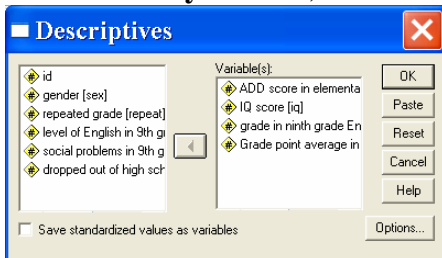 Descriptives
id
gender [sex]
repeated grade [repeat]
level of English in 9th gr
social problems in 9th g
dropped out of high sch
Variable(s):
ADD score in elementa
IQ score [iq]
grade in ninth grade En
Grade point average in
OK
Paste
Reset
Cancel
Help
Save standardized values as variables
Options...